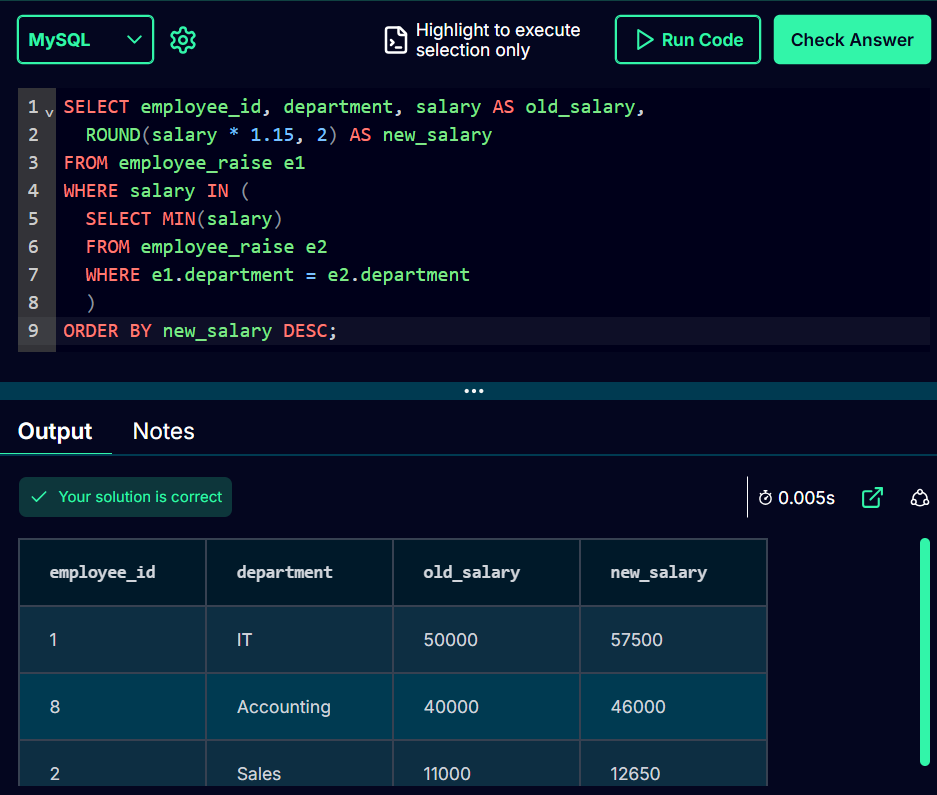 MySQL
Highlight to execute
selection only
Run Code
Check Answer
1 SELECT employee_id, department, salary AS old_salary,
2 ROUND(salary * 1.15, 2) AS new_salary
3 FROM employee_raise e1
4 WHERE salary IN (
5 SELECT MIN(salary)
6 FROM employee_raise e2
7 WHERE e1.department = e2.department
8 )
9 ORDER BY new_salary DESC;
Output Notes
Your solution is correct
0.005s
employee_id department old_salary new_salary
1 IT 50000 57500
8 Accounting 40000 46000
2 Sales 11000 12650